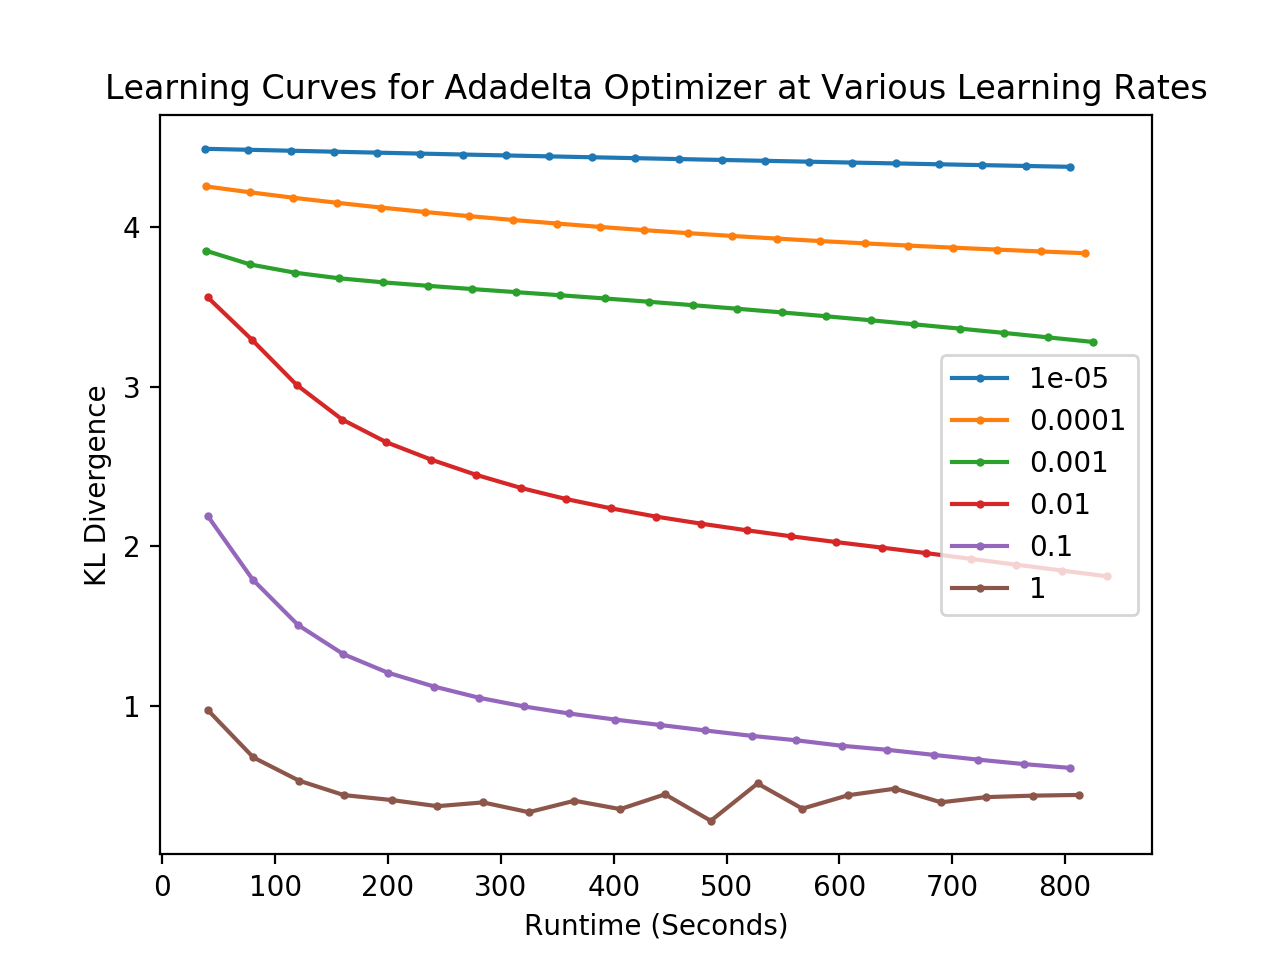 Learning Curves for Adadelta Optimizer at Various Learning Rates
KL Divergence
4
3
2
1
1e-05
0.0001
0.001
0.01
0.1
1
0 100 200 300 400 500 600 700 800
Runtime (Seconds)